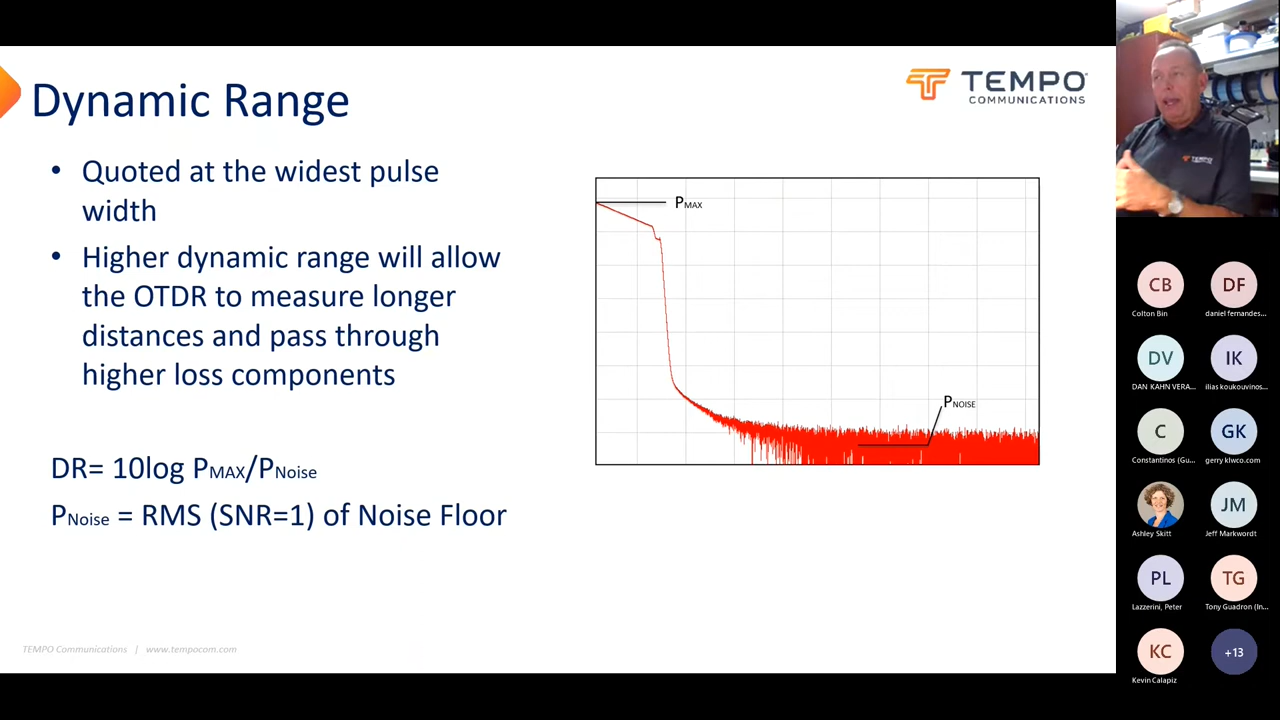 Dynamic Range
TEMPO
COMMUNICATIONS
• Quoted at the widest pulse
width
• Higher dynamic range will allow
the OTDR to measure longer
distances and pass through
higher loss components
DR= 10log PMAX/PNoise
PNoise = RMS (SNR=1) of Noise Floor
PMAX
PNOISE
TEMPO Communications | www.tempocom.com
TEMPO
CB
Colton Bin
DF
daniel fernandes...
DV
DAN KAHN VERA...
IK
ilias koukouvinos...
C
Constantinos (Gu...
GK
gerry klwco.com
Ashley Skitt
JM
Jeff Markwordt
PL
Lazzerini, Peter
TG
Tony Guadron (In...
KC
Kevin Calapiz
+13